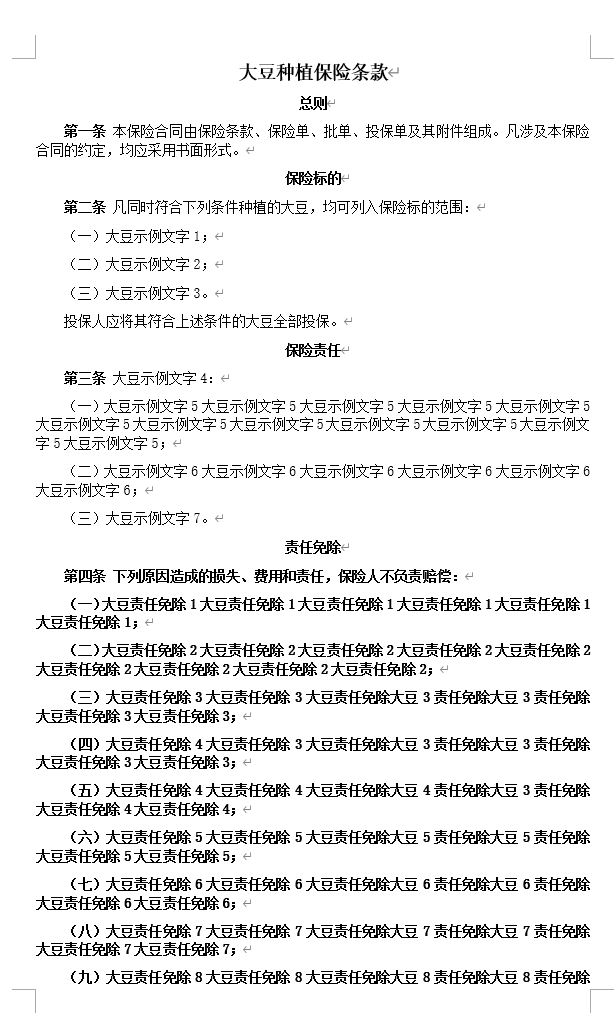 大豆种植保险条款
总则
第一条 本保险合同由保险条款、保险单、批单、投保单及其附件组成。凡涉及本保险
合同的约定，均应采用书面形式。
保险标的
第二条 凡同时符合下列条件种植的大豆，均可列入保险标的范围：
（一）大豆示例文字1；
（二）大豆示例文字2；
（三）大豆示例文字3。
投保人应将其符合上述条件的大豆全部投保。
保险责任
第三条 大豆示例文字4：
（一）大豆示例文字5大豆示例文字5大豆示例文字5大豆示例文字5大豆示例文字5
大豆示例文字5大豆示例文字5大豆示例文字5大豆示例文字5大豆示例文字5大豆示例文
字5大豆示例文字5；
（二）大豆示例文字6大豆示例文字6大豆示例文字6大豆示例文字6大豆示例文字6
大豆示例文字6；
（三）大豆示例文字7。
责任免除
第四条 下列原因造成的损失、费用和责任，保险人不负责赔偿：
（一）大豆责任免除1大豆责任免除1大豆责任免除1大豆责任免除1大豆责任免除1
大豆责任免除1；
（二）大豆责任免除2大豆责任免除2大豆责任免除2大豆责任免除2大豆责任免除2
大豆责任免除2大豆责任免除2大豆责任免除2大豆责任免除2；
（三）大豆责任免除3大豆责任免除3大豆责任免除大豆3责任免除大豆3责任免除
大豆责任免除3大豆责任免除3；
（四）大豆责任免除4大豆责任免除3大豆责任免除大豆3责任免除大豆3责任免除
大豆责任免除3大豆责任免除3；
（五）大豆责任免除4大豆责任免除4大豆责任免除大豆4责任免除大豆3责任免除
大豆责任免除4大豆责任免除4；
（六）大豆责任免除5大豆责任免除5大豆责任免除大豆5责任免除大豆5责任免除
大豆责任免除5大豆责任免除5；
（七）大豆责任免除6大豆责任免除6大豆责任免除大豆6责任免除大豆6责任免除
大豆责任免除6大豆责任免除6；
（八）大豆责任免除7大豆责任免除7大豆责任免除大豆7责任免除大豆7责任免除
大豆责任免除7大豆责任免除7；
（九）大豆责任免除8大豆责任免除8大豆责任免除大豆8责任免除大豆8责任免除